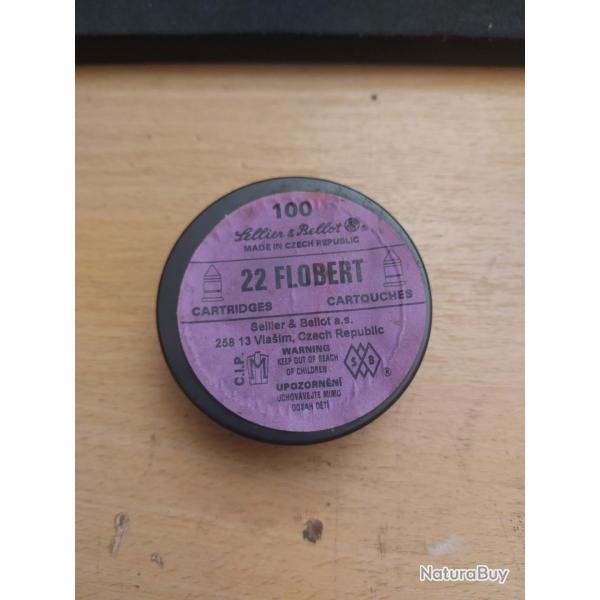 100
Sellier & Bellot ®
MADE IN CZECH REPUBLIC
22 FLOBERT
CARTRIDGES CARTOUCHES
Sellier & Bellot a.s.
258 13 Vlašim, Czech Republic
C.I.P.
WARNING
KEEP OUT OF REACH
OF CHILDREN
S B ®
UPOZORNĚNÍ
UCHOVÁVEJTE MIMO
DOSAH DĚTÍ
NaturaBuy